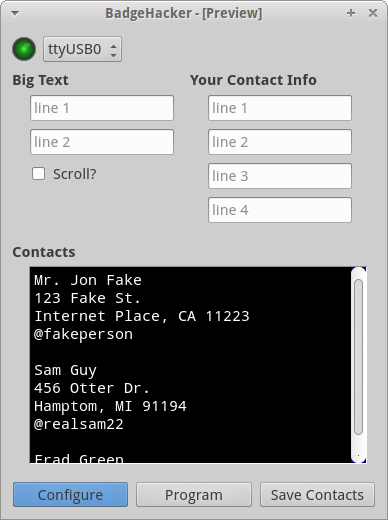 BadgeHacker - [Preview]
ttyUSB0
Big Text
Your Contact Info
line 1
line 1
line 2
line 2
Scroll?
line 3
line 4
Contacts
Mr. Jon Fake
123 Fake St.
Internet Place, CA 11223
@fakeperson
Sam Guy
456 Otter Dr.
Hamptom, MI 91194
@realsam22
Frad Green
Configure
Program
Save Contacts